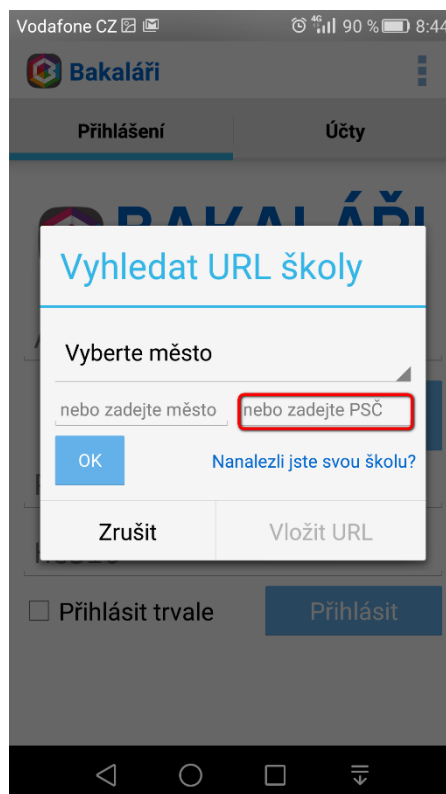 Vodafone CZ 4G 90 % 8:44
Bakaláři
Přihlášení Účty
BAKALÁŘI
Vyhledat URL školy
Vyberte město
nebo zadejte město nebo zadejte PSČ
OK Nanalezli jste svou školu?
Zrušit Vložit URL
Přihlásit trvale Přihlásit